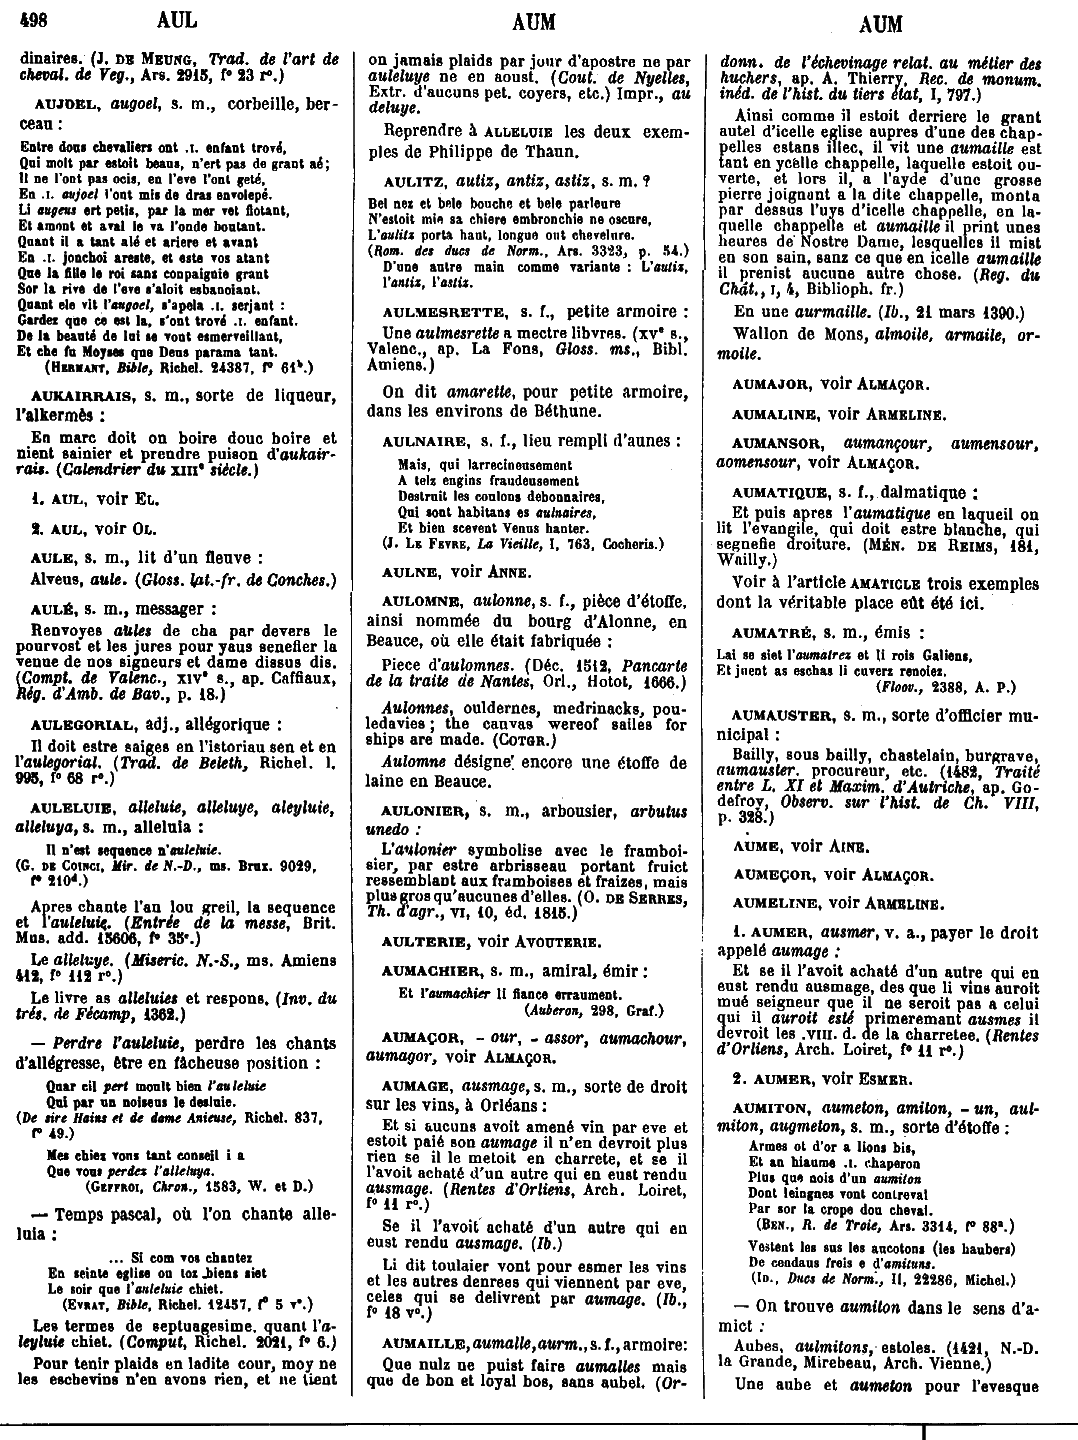 498 AUL AUM AUM
dinaires. (J. DE MEUNG, Trad. de l'art de
cheval. de Veg., Ars. 2915, f° 23 r°.)
AUJOEL, augoel, s. m., corbeille, ber-
ceau :
Entre dous chevaliers ont .I. enfant trové,
Qui molt par estoit beaus, n'ert pas de grant aé;
Il ne l'ont pas ocis, en l'eve l'ont geté,
En .I. aujoel l'ont mis de dras envolepé.
Li augens ert petis, par la mer vet flotant,
Et amont et aval le va l'onde boutant.
Quant il a tant alé et ariere et avant
En .I. jonchoi areste, et este vos atant
Que la fille le roi sans conpaignie grant
Sor la rive de l'eve s'aloit esbanoiant.
Quant ele vit l'augoel, s'apela .I. serjant :
Gardez que ce est la, s'ont trové .I. enfant.
De la beauté de lui se vont esmerveillant,
Et che fu Moyses que Deus parama tant.
(HERMANT, Bible, Richel. 24387, f° 61b.)
AUKAIRRAIS, s. m., sorte de liqueur,
l'alkermès :
En marc doit on boire douc boire et
nient sainier et prendre puison d'aukair-
rais. (Calendrier du XIIIe siècle.)
1. AUL, voir EL.
2. AUL, voir OL.
AULE, s. m., lit d'un fleuve :
Alveus, aule. (Gloss. lat.-fr. de Conches.)
AULÉ, s. m., messager :
Renvoyes aules de cha par devers le
pourvost et les jures pour yaus senefier la
venue de nos signeurs et dame dissus dis.
(Compt. de Valenc., XIVe s., ap. Caffiaux,
Rég. d'Amb. de Bav., p. 18.)
AULEGORIAL, adj., allégorique :
Il doit estre saiges en l'istoriau sen et en
l'aulegorial. (Trad. de Beleth, Richel. l.
995, f° 68 r°.)
AULELUIE, alleluie, alleluye, aleyluie,
alleluya, s. m., alleluia :
Il n'est sequence n'auleluie.
(G. DE COINCI, Mir. de N.-D., ms. Brux. 9029,
f° 210d.)
Apres chante l'an lou greil, la sequence
et l'auleluie. (Entrée de la messe, Brit.
Mus. add. 15606, f° 35c.)
Le alleluye. (Miseric. N.-S., ms. Amiens
412, f° 112 r°.)
Le livre as alleluies et respons. (Inv. du
trés. de Fécamp, 1362.)
— Perdre l'auleluie, perdre les chants
d'allégresse, être en fâcheuse position :
Quar cil pert moult bien l'auleluie
Qui par un noiseus le desluie.
(De sire Hains et de dame Anieuse, Richel. 837,
f° 49.)
Mes chiez vous tant conseil i a
Que vous perdez l'alleluya.
(GEFFROI, Chron., 1583, W. et D.)
— Temps pascal, où l'on chante alle-
luia :
... Si com vos chantez
En seinte eglise ou toz biens siet
Le soir que l'auleluie chiet.
(EVRAT, Bible, Richel. 12457, f° 5 v°.)
Les termes de septuagesime, quant l'a-
leyluie chiet. (Comput, Richel. 2021, f° 6.)
Pour tenir plaids en ladite cour, moy ne
les eschevins n'en avons rien, et ne tient
on jamais plaids par jour d'apostre ne par
auleluye ne en aoust. (Cout. de Nyelles,
Extr. d'aucuns pet. coyers, etc.) Impr., au
deluye.
Reprendre à ALLELUIE les deux exem-
ples de Philippe de Thaun.
AULITZ, autiz, antiz, astiz, s. m. ?
Bel nez et bele bouche et bele parleure
N'estoit mie sa chiere embronchie ne oscure,
L'aulitz porta haut, longue out chevelure.
(Rom. des ducs de Norm., Ars. 3323, p. 54.)
D'une autre main comme variante : L'autiz,
l'antiz, l'astiz.
AULMESRETTE, s. f., petite armoire :
Une aulmesrette a mectre libvres. (XVe s.,
Valenc., ap. La Fons, Gloss. ms., Bibl.
Amiens.)
On dit amarette, pour petite armoire,
dans les environs de Béthune.
AULNAIRE, s. f., lieu rempli d'aunes :
Mais, qui larrecineusement
A telz engins fraudeusement
Destruit les coulons debonnaires,
Qui sont habitans es aulnaires,
Et bien scevent Venus hanter.
(J. LE FEVRE, La Vieille, I, 763, Cocheris.)
AULNE, voir ANNE.
AULOMNE, aulonne, s. f., pièce d'étoffe,
ainsi nommée du bourg d'Alonne, en
Beauce, où elle était fabriquée :
Piece d'aulomnes. (Déc. 1512, Pancarte
de la traite de Nantes, Orl., Hotot, 1666.)
Aulonnes, ouldernes, medrinacks, pou-
ledavies ; the canvas wereof sailes for
ships are made. (COTGR.)
Aulomne désigne encore une étoffe de
laine en Beauce.
AULONIER, s. m., arbousier, arbutus
unedo :
L'aulonier symbolise avec le framboi-
sier, par estre arbrisseau portant fruict
ressemblant aux framboises et fraizes, mais
plus gros qu'aucunes d'elles. (O. DE SERRES,
Th. d'agr., VI, 10, éd. 1815.)
AULTERIE, voir AVOUTERIE.
AUMACHIER, s. m., amiral, émir :
Et l'aumachier li fiance erraument.
(Auberon, 298, Graf.)
AUMAÇOR, - our, - assor, aumachour,
aumagor, voir ALMAÇOR.
AUMAGE, ausmage, s. m., sorte de droit
sur les vins, à Orléans :
Et si aucuns avoit amené vin par eve et
estoit paié son aumage il n'en devroit plus
rien se il le metoit en charrete, et se il
l'avoit achaté d'un autre qui en eust rendu
ausmage. (Rentes d'Orliens, Arch. Loiret,
f° 11 r°.)
Se il l'avoit achaté d'un autre qui en
eust rendu ausmage. (Ib.)
Li dit toulaier vont pour esmer les vins
et les autres denrees qui viennent par eve,
celes qui se delivrent par aumage. (Ib.,
f° 18 v°.)
AUMAILLE, aumalle, aurm., s. f., armoire:
Que nulz ne puist faire aumalles mais
que de bon et loyal bos, sans aubel. (Or-
donn. de l'échevinage relat. au métier des
huchers, ap. A. Thierry, Rec. de monum.
inéd. de l'hist. du tiers état, I, 797.)
Ainsi comme il estoit derriere le grant
autel d'icelle eglise aupres d'une des chap-
pelles estans illec, il vit une aumaille est
tant en ycelle chappelle, laquelle estoit ou-
verte, et lors il, a l'ayde d'une grosse
pierre joignant a la dite chappelle, monta
par dessus l'uys d'icelle chappelle, en la-
quelle chappelle et aumaille il print unes
heures de Nostre Dame, lesquelles il mist
en son sain, sanz ce que en icelle aumaille
il prenist aucune autre chose. (Reg. du
Chât., I, 4, Biblioph. fr.)
En une aurmaille. (Ib., 21 mars 1390.)
Wallon de Mons, almoile, armaile, or-
moile.
AUMAJOR, voir ALMAÇOR.
AUMALINE, voir ARMELINE.
AUMANSOR, aumançour, aumensour,
aomensour, voir ALMAÇOR.
AUMATIQUE, s. f., dalmatique :
Et puis apres l'aumatique en laqueil on
lit l'evangile, qui doit estre blanche, qui
segnefie droiture. (MÉN. DE REIMS, 181,
Wailly.)
Voir à l'article AMATICLE trois exemples
dont la véritable place eût été ici.
AUMATRÉ, s. m., émis :
Lai se siet l'aumatrez et li rois Galiens,
Et juent as eschas li cuverz renoiez.
(Floov., 2388, A. P.)
AUMAUSTER, s. m., sorte d'officier mu-
nicipal :
Bailly, sous bailly, chastelain, burgrave,
aumauster, procureur, etc. (1482, Traité
entre L. XI et Maxim. d'Autriche, ap. Go-
defroy, Observ. sur l'hist. de Ch. VIII,
p. 328.)
AUME, voir AINE.
AUMEÇOR, voir ALMAÇOR.
AUMELINE, voir ARMELINE.
1. AUMER, ausmer, v. a., payer le droit
appelé aumage :
Et se il l'avoit achaté d'un autre qui en
eust rendu ausmage, des que li vins auroit
mué seigneur que il ne seroit pas a celui
qui il auroit esté primeremant ausmes il
devroit les .VIII. d. de la charretee. (Rentes
d'Orliens, Arch. Loiret, f° 11 r°.)
2. AUMER, voir ESMER.
AUMITON, aumeton, amiton, - un, aul-
miton, augmeton, s. m., sorte d'étoffe :
Armes ot d'or a lions bis,
Et an hiaume .I. chaperon
Plus que nois d'un aumiton
Dont leingnes vont contreval
Par sor la crope dou cheval.
(BEN., R. de Troie, Ars. 3314, f° 88a.)
Vestent les sus les aucotons (les haubers)
De cendaus freis e d'amituns.
(ID., Ducs de Norm., II, 22286, Michel.)
— On trouve aumiton dans le sens d'a-
mict :
Aubes, aulmitons, estoles. (1421, N.-D.
la Grande, Mirebeau, Arch. Vienne.)
Une aube et aumeton pour l'evesque